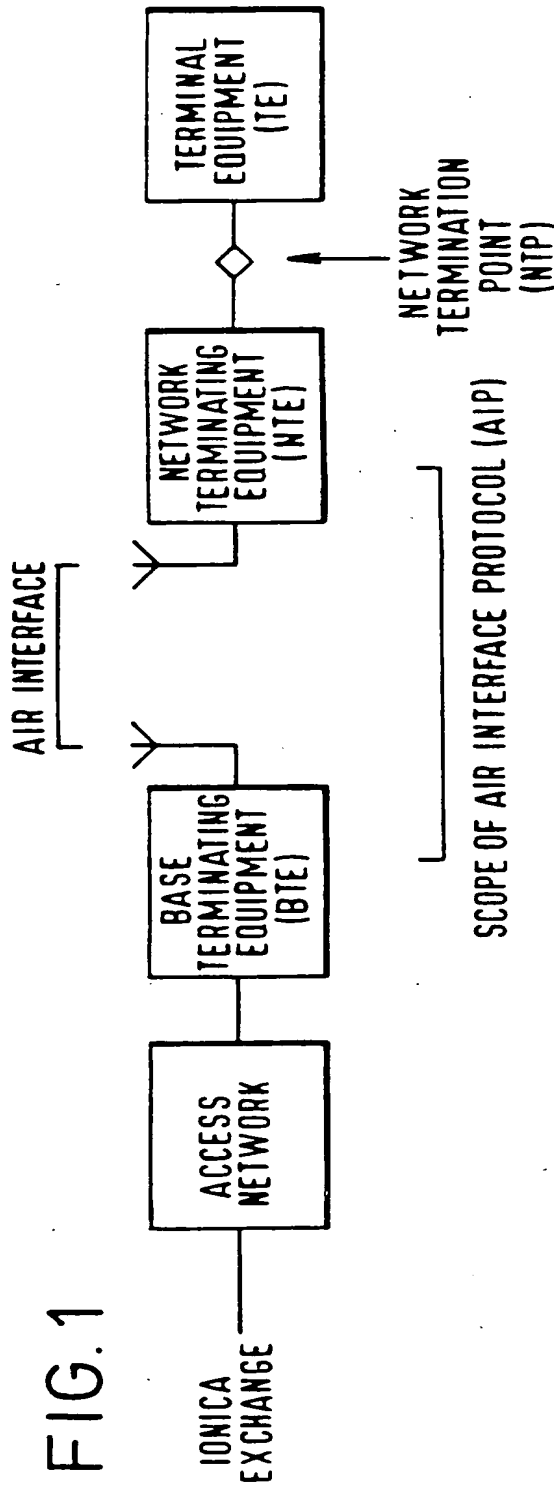 FIG. 1
IONICA
EXCHANGE
ACCESS
NETWORK
BASE
TERMINATING
EQUIPMENT
(BTE)
AIR INTERFACE
NETWORK
TERMINATING
EQUIPMENT
(NTE)
TERMINAL
EQUIPMENT
(TE)
NETWORK
TERMINATION
POINT
(NTP)
SCOPE OF AIR INTERFACE PROTOCOL (AIP)